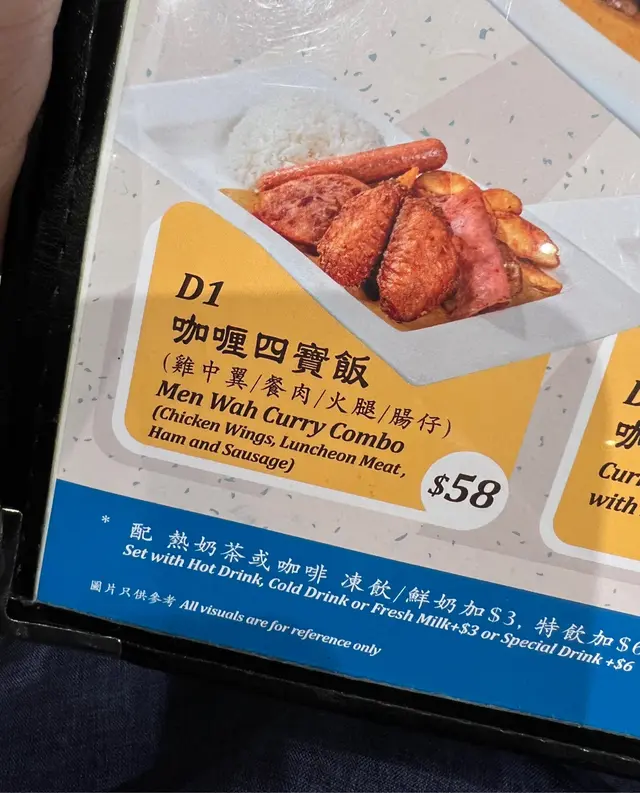 D1
咖喱四寶飯
(雞中翼/餐肉/火腿/腸仔)
Men Wah Curry Combo
(Chicken Wings, Luncheon Meat,
Ham and Sausage)
$58
咖
Curr
with
* 配 熱奶茶或咖啡 凍飲/鮮奶加$3, 特飲加$6
Set with Hot Drink, Cold Drink or Fresh Milk+$3 or Special Drink +$6
圖片只供參考 All visuals are for reference only